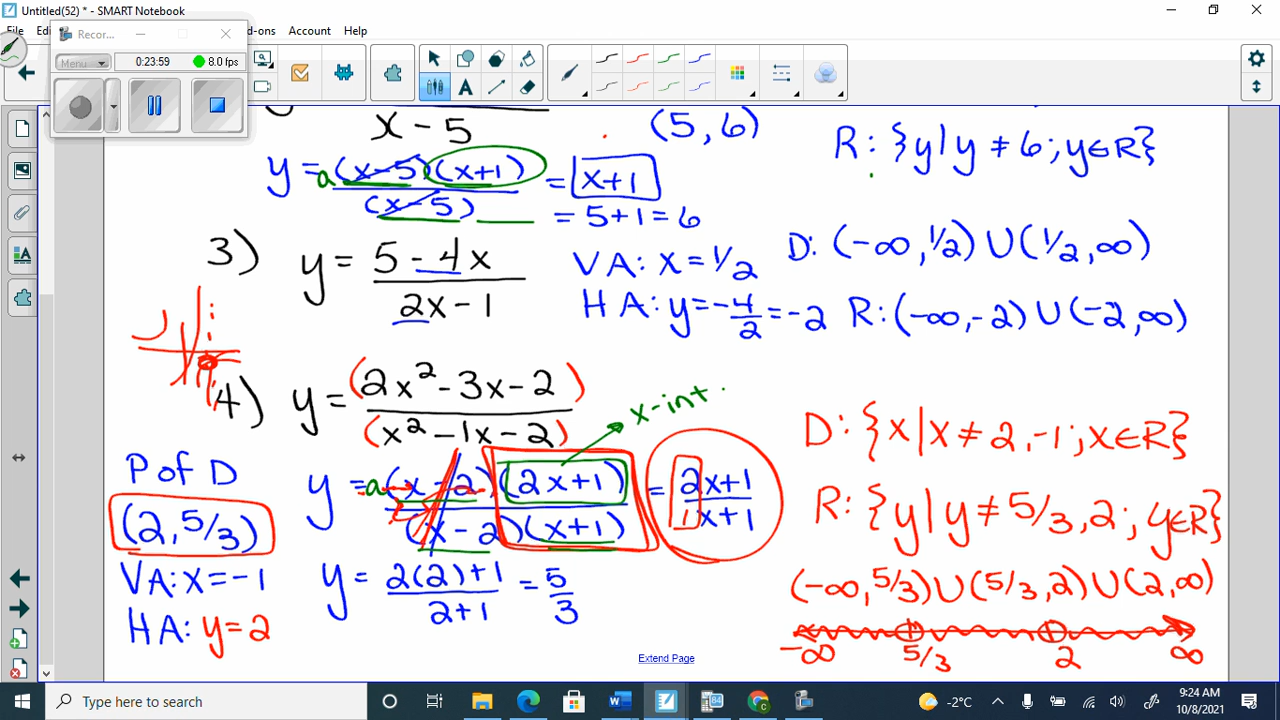 Untitled(52) * - SMART Notebook
File
Ed
d-ons
Account
Help
Recor...
Menu
0:23:59
8.0 fps
x - 5
(5, 6)
R: {y| y ≠ 6; y∈R}
y = a(x-5)(x+1) = x+1
(x-5)
= 5+1 = 6
3) y = 5 - 4x
2x - 1
VA: x = 1/2
D: (-∞, 1/2) U (1/2, ∞)
HA: y = -4/2 = -2
R: (-∞, -2) U (-2, ∞)
4) y = (2x² - 3x - 2)
(x² - 1x - 2)
x-int
D: {x| x ≠ 2, -1; x∈R}
P of D
y = a(x-2)(2x+1) = 2x+1
(x-2)(x+1) 1x+1
(2, 5/3)
R: {y| y ≠ 5/3, 2; y∈R}
VA: x = -1
y = 2(2)+1 = 5
2+1 3
(-∞, 5/3) U (5/3, 2) U (2, ∞)
HA: y = 2
-∞ 5/3 2 ∞
Extend Page
Type here to search
-2°C
9:24 AM
10/8/2021